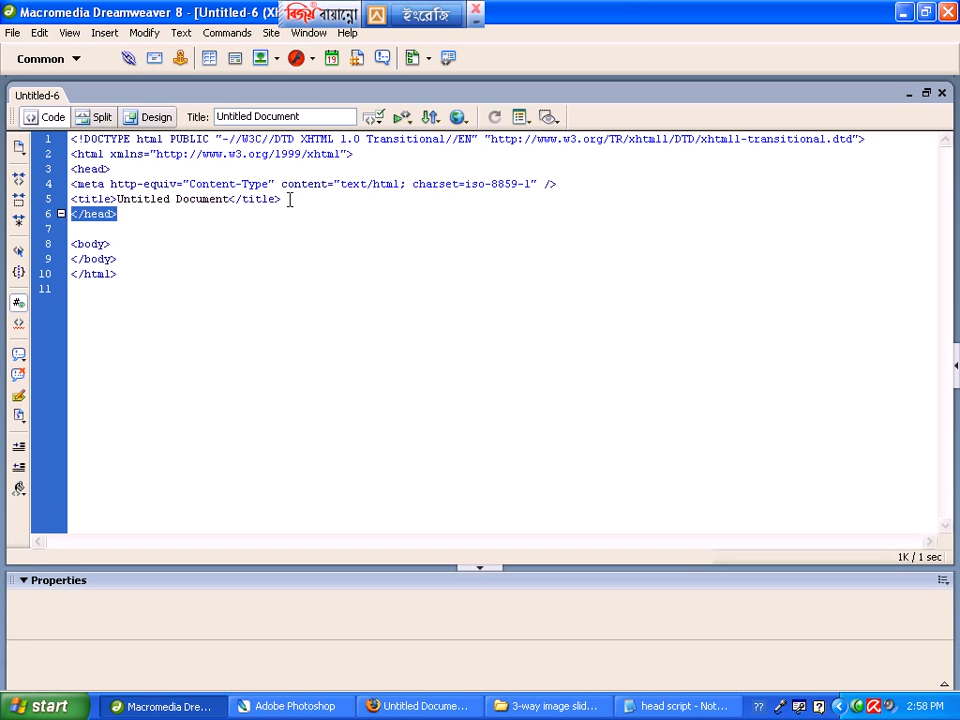 Macromedia Dreamweaver 8 - [Untitled-6 (XH
বিজয় বায়ান্নো
ইংরেজি
File Edit View Insert Modify Text Commands Site Window Help
Common
Untitled-6
Code Split Design Title: Untitled Document
1 <!DOCTYPE html PUBLIC "-//W3C//DTD XHTML 1.0 Transitional//EN" "http://www.w3.org/TR/xhtml1/DTD/xhtml1-transitional.dtd">
2 <html xmlns="http://www.w3.org/1999/xhtml">
3 <head>
4 <meta http-equiv="Content-Type" content="text/html; charset=iso-8859-1" />
5 <title>Untitled Document</title>
6 </head>
7
8 <body>
9 </body>
10 </html>
11
1K / 1 sec
Properties
start Macromedia Dre... Adobe Photoshop Untitled Docume... 3-way image slid... head script - Not... ?? 2:58 PM